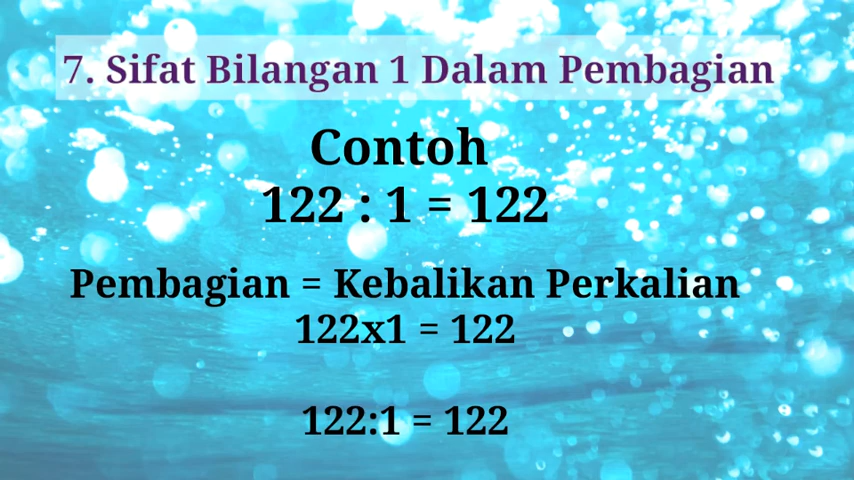 7. Sifat Bilangan 1 Dalam Pembagian
Contoh
122 : 1 = 122
Pembagian = Kebalikan Perkalian
122x1 = 122
122:1 = 122